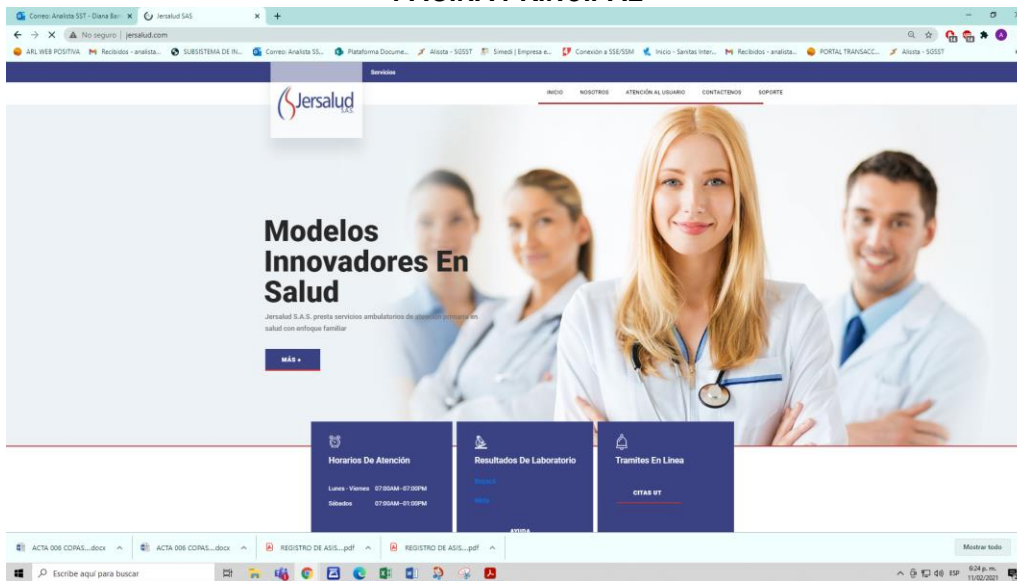 PÁGINA PRINCIPAL
Correo: Analista SST - Diana Bar
Jersalud SAS
No seguro | jersalud.com
ARL WEB POSITIVA
Recibidos - analista...
SUBSISTEMA DE IN...
Correo: Analista SS...
Plataforma Docume...
Alissta - SGSST
Simedi | Empresa e...
Conexión a SSE/SSM
Inicio - Sanitas Inter...
Recibidos - analista...
PORTAL TRANSACC...
Alissta - SGSST
Servicios
Jersalud
S.A.S.
INICIO NOSOTROS ATENCIÓN AL USUARIO CONTACTENOS SOPORTE
Modelos
Innovadores En
Salud
Jersalud S.A.S. presta servicios ambulatorios de atención primaria en
salud con enfoque familiar
MÁS +
Horarios De Atención
Lunes - Viernes 07:00AM-07:00PM
Sábados 07:00AM-01:00PM
Resultados De Laboratorio
Boyacá
Meta
AYUDA
Tramites En Linea
CITAS UT
ACTA 006 COPAS....docx
ACTA 006 COPAS....docx
REGISTRO DE ASIS....pdf
REGISTRO DE ASIS....pdf
Mostrar todo
Escribe aquí para buscar
ESP
6:24 p. m.
11/02/2021